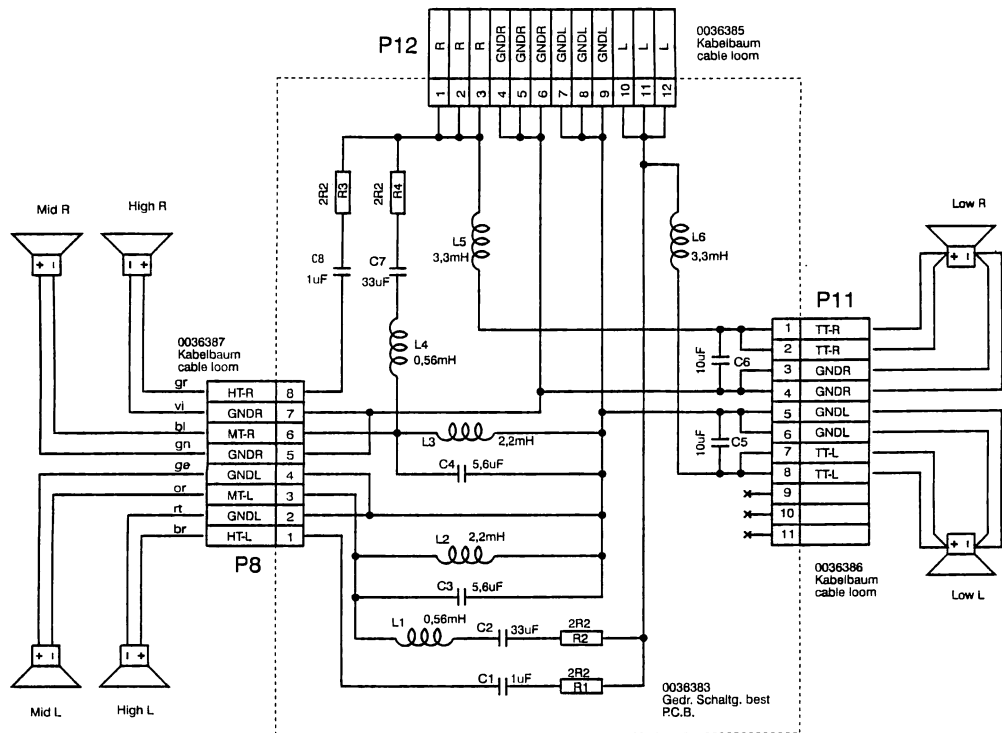 P12
R R R GNDR GNDR GNDR GNDL GNDL GNDL L L L
1 2 3 4 5 6 7 8 9 10 11 12
0036385
Kabelbaum
cable loom
2R2 R3
2R2 R4
C8
1uF
C7
33uF
L5
3,3mH
L6
3,3mH
L4
0,56mH
Mid R
High R
+ I
I +
Low R
+ I
0036387
Kabelbaum
cable loom
gr HT-R 8
vi GNDR 7
bl MT-R 6
gn GNDR 5
ge GNDL 4
or MT-L 3
rt GNDL 2
br HT-L 1
P8
L3 2,2mH
C4 5,6uF
L2 2,2mH
C3 5,6uF
L1 0,56mH
C2 33uF
2R2
R2
C1 1uF
2R2
R1
10uF C6
10uF C5
P11
1 TT-R
2 TT-R
3 GNDR
4 GNDR
5 GNDL
6 GNDL
7 TT-L
8 TT-L
9
10
11
0036386
Kabelbaum
cable loom
+ I
Low L
+ I
I +
Mid L
High L
0036383
Gedr. Schaltg. best
P.C.B.